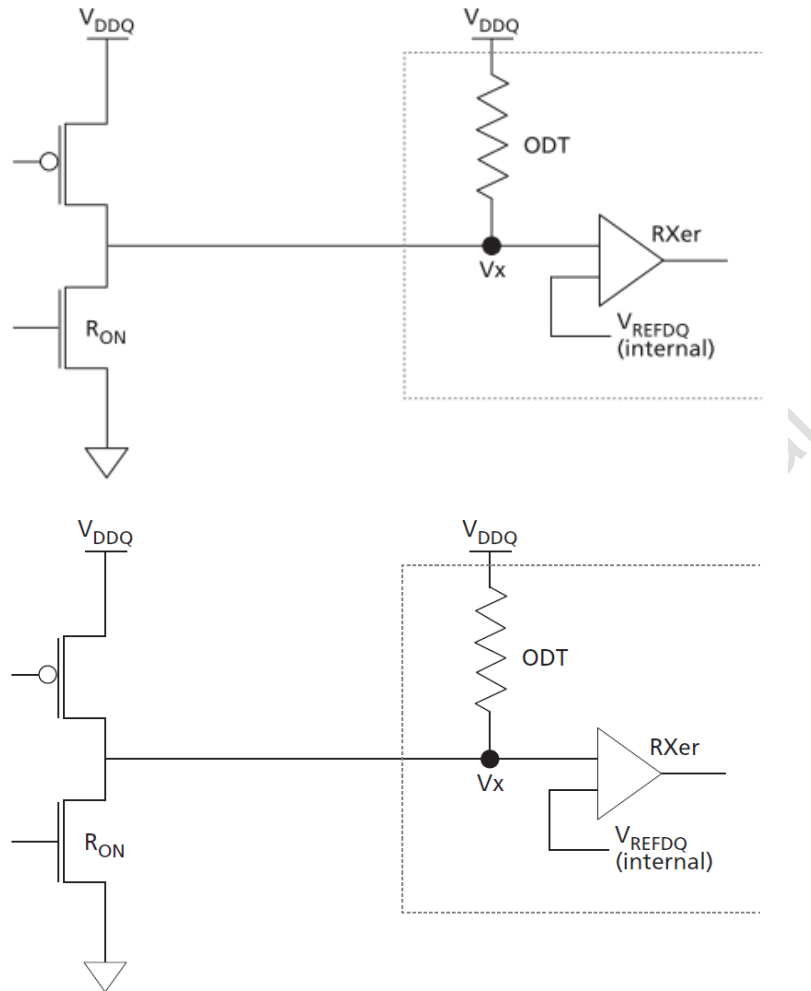 VDDQ
VDDQ
ODT
RXer
Vx
RON
VREFDQ
(internal)
VDDQ
VDDQ
ODT
RXer
Vx
RON
VREFDQ
(internal)